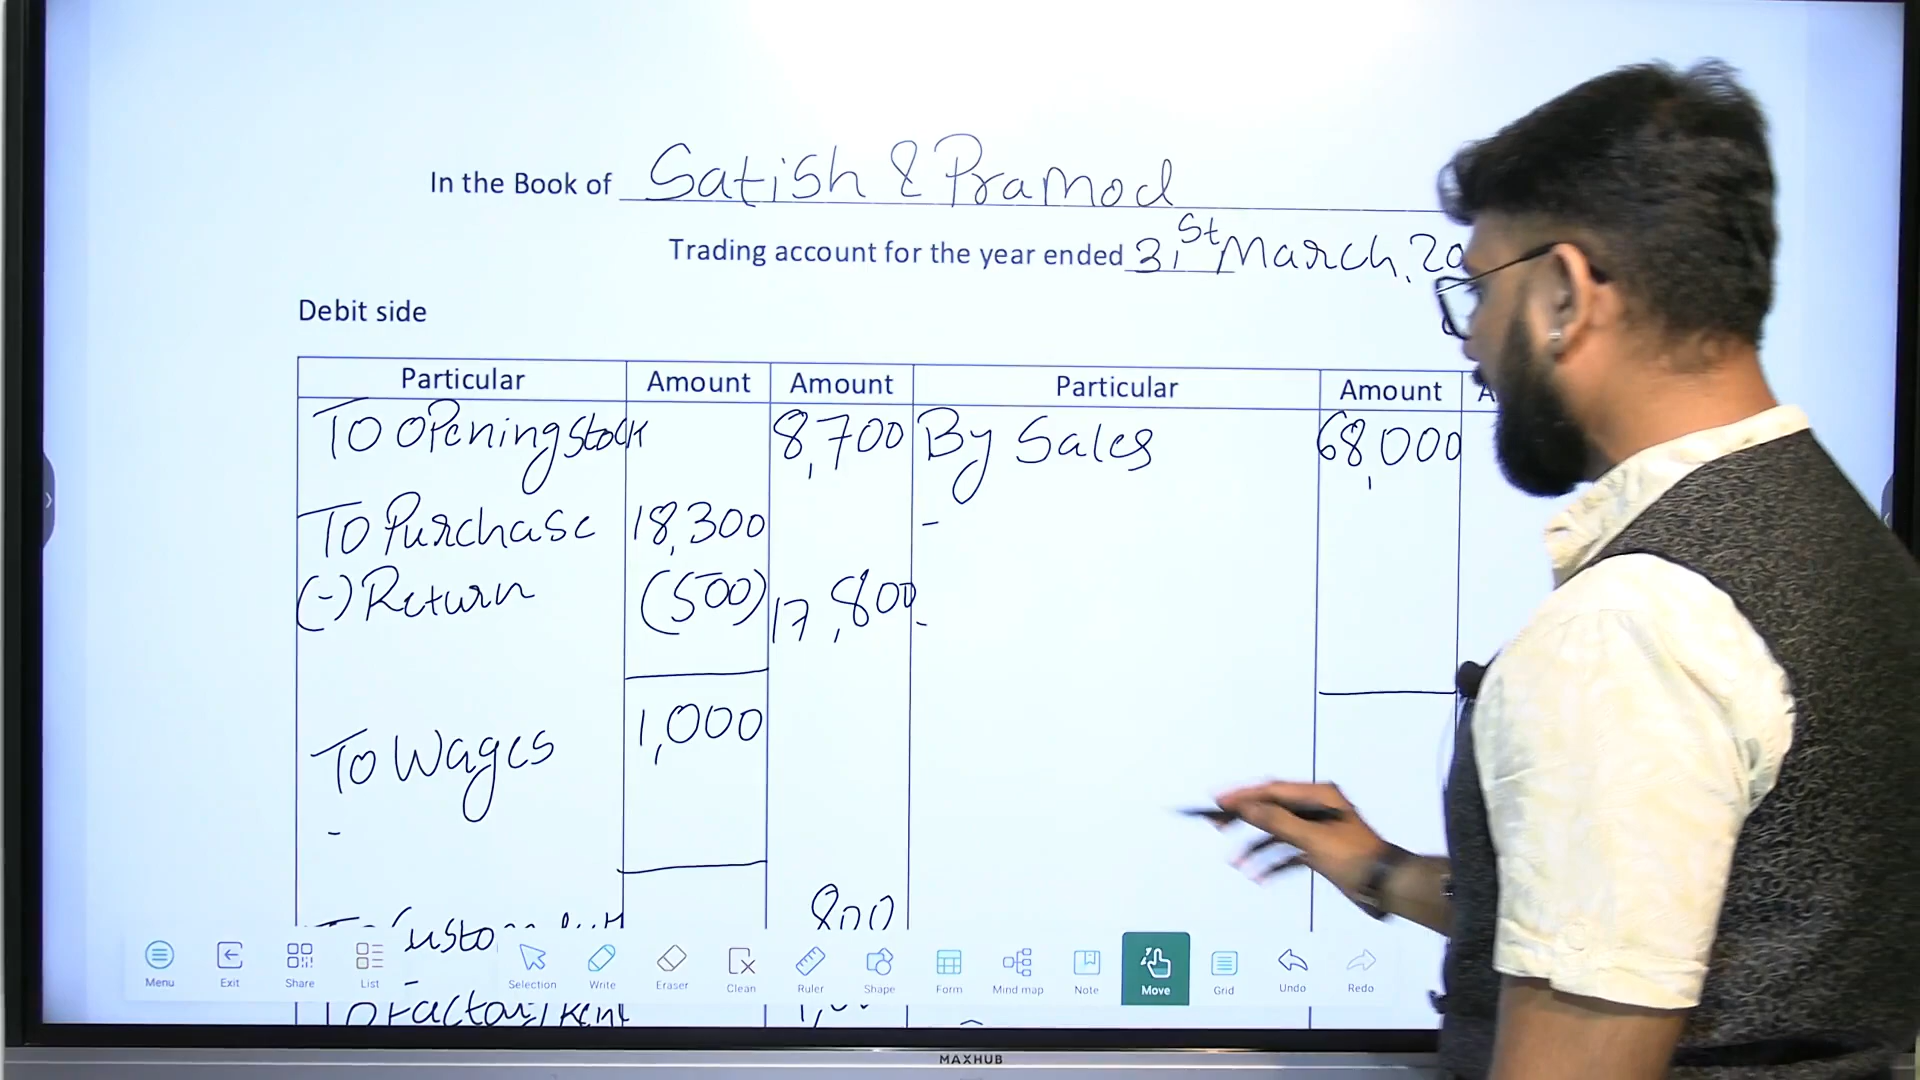 In the Book of Satish & Pramod
Trading account for the year ended 31st March, 20
Debit side
Particular Amount Amount Particular Amount A
To Opening stock 8,700 By Sales 68,000
To Purchase 18,300
(-) Return (500) 17,800
To Wages 1,000
800
To Factory Rent
Menu Exit Share List Selection Write Eraser Clean Ruler Shape Form Mind map Note Move Grid Undo Redo
MAXHUB